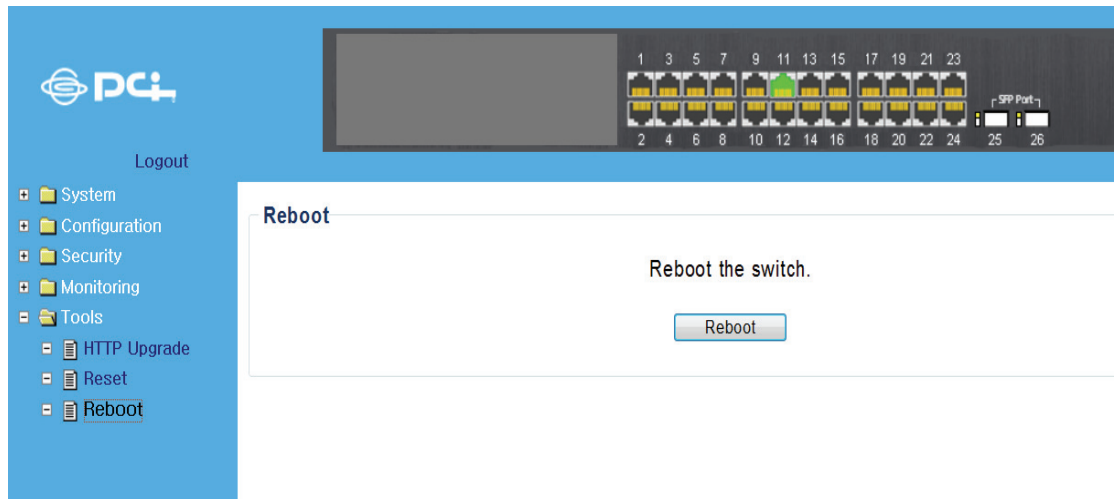 PCi
Logout
System
Configuration
Security
Monitoring
Tools
HTTP Upgrade
Reset
Reboot
1 3 5 7 9 11 13 15 17 19 21 23
SFP Port
2 4 6 8 10 12 14 16 18 20 22 24 25 26
Reboot
Reboot the switch.
Reboot